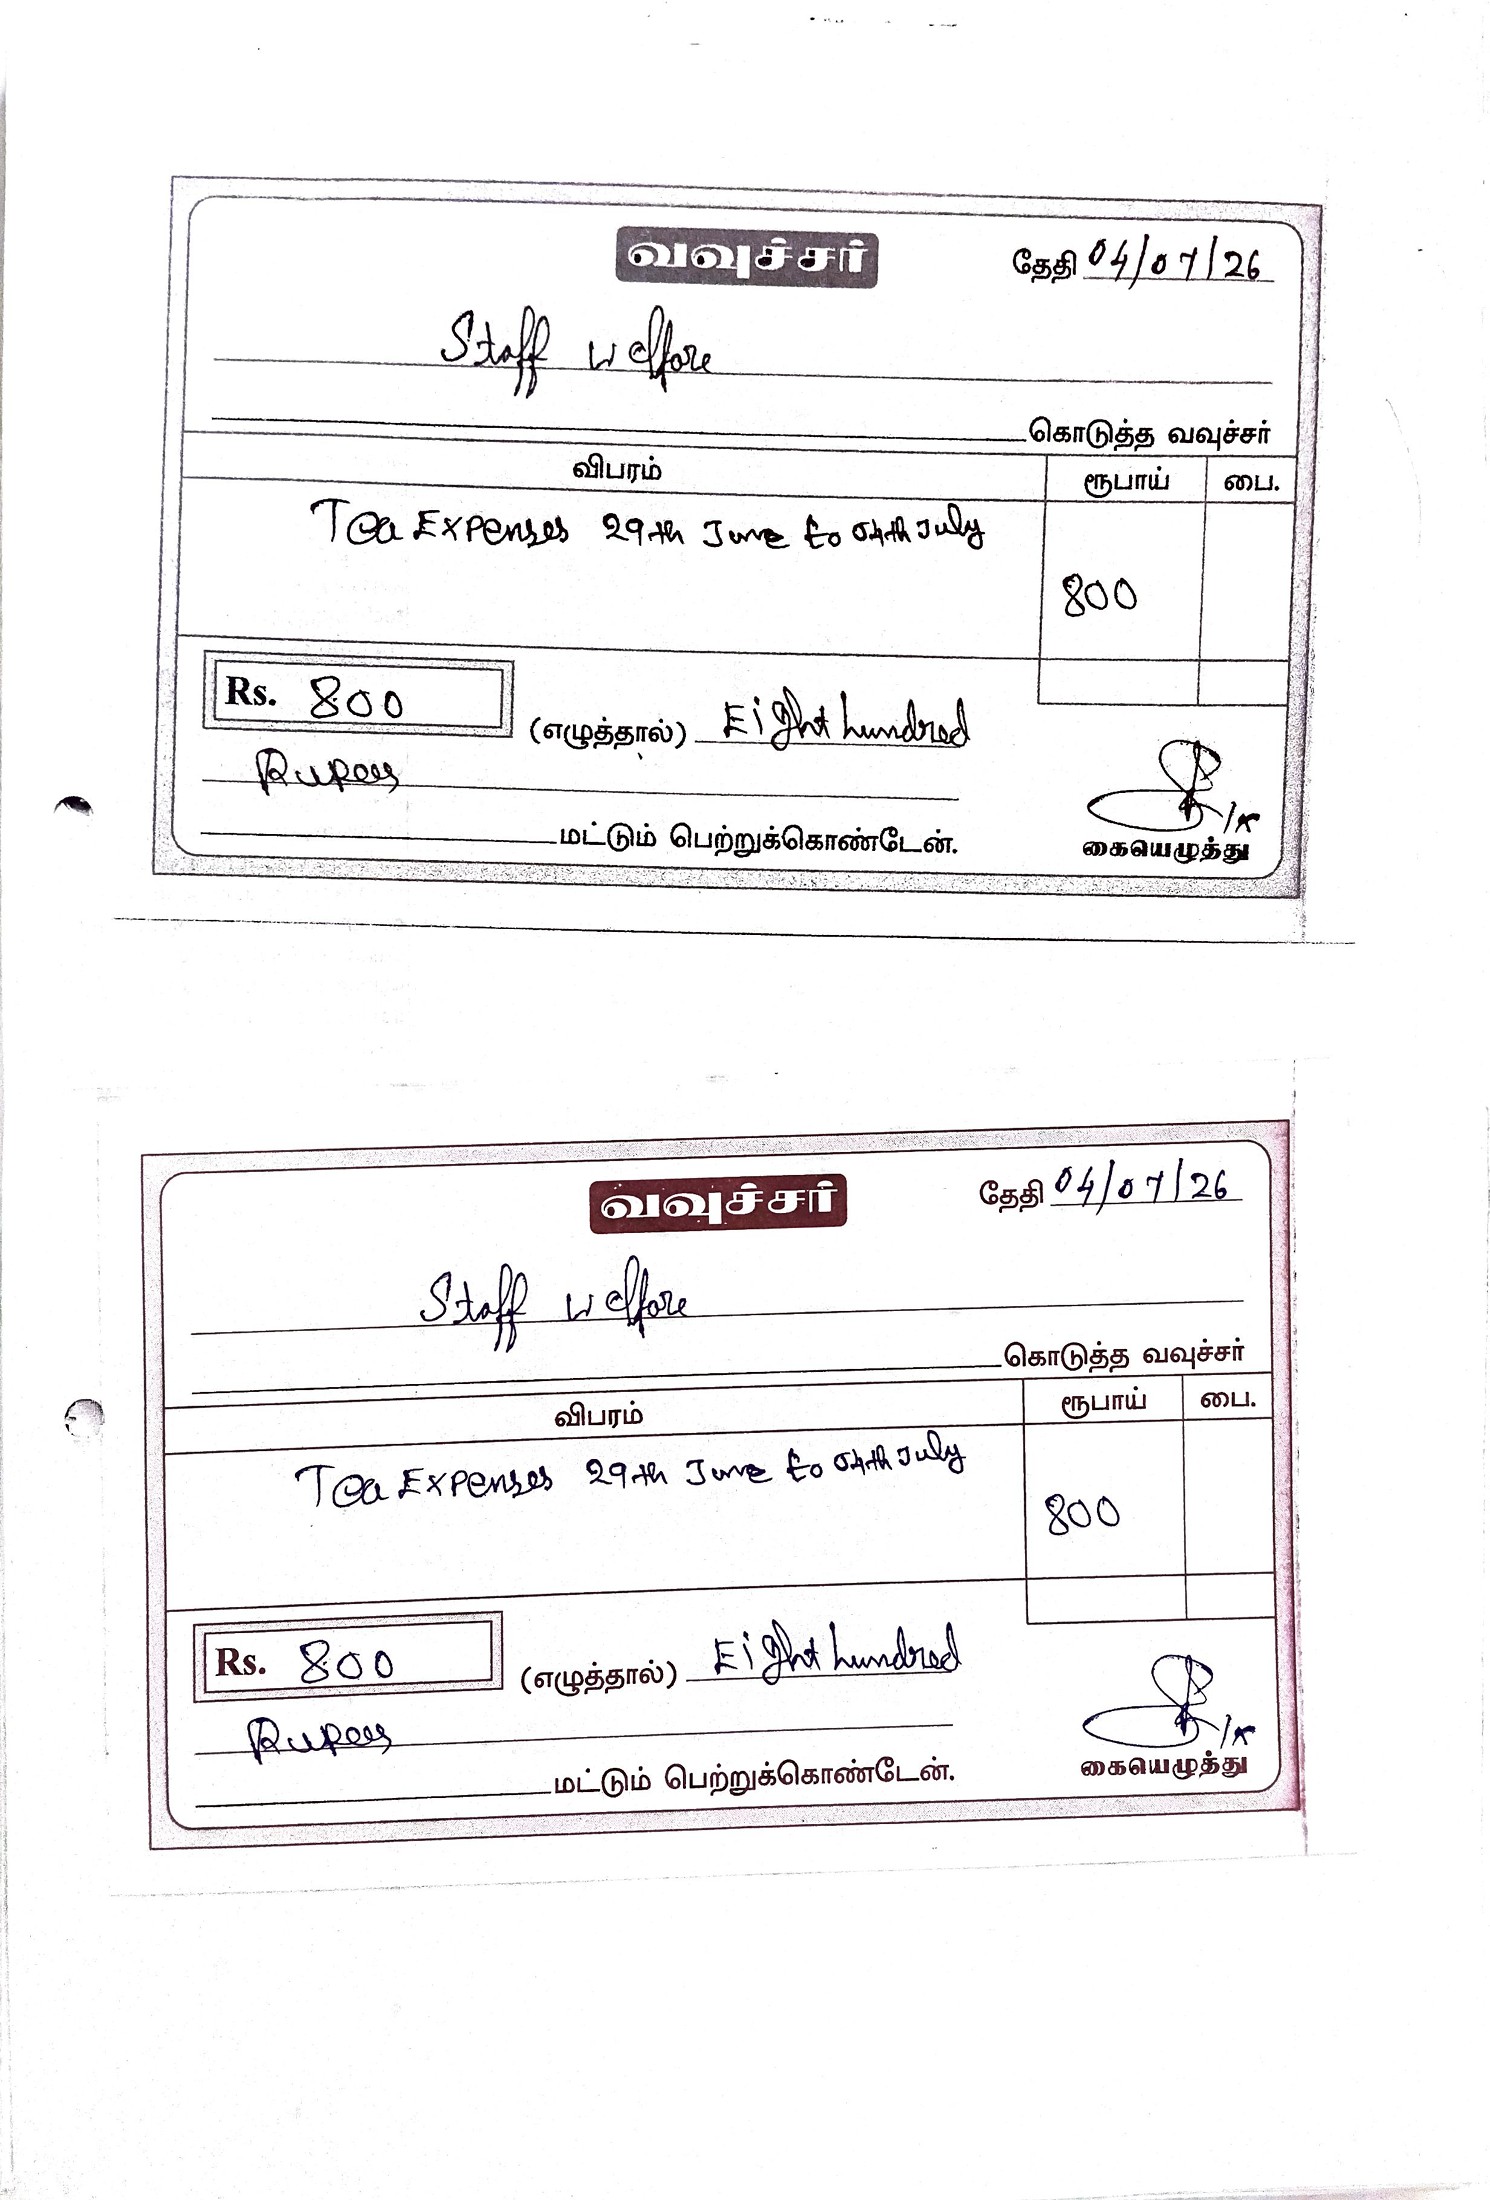 வவுச்சர் தேதி 04/07/26
Staff welfare
கொடுத்த வவுச்சர்
விபரம் ரூபாய் பை.
Tea Expenses 29th June to 04th July
800
Rs. 800 (எழுத்தால்) Eight hundred
Rupees
மட்டும் பெற்றுக்கொண்டேன். கையெழுத்து
வவுச்சர் தேதி 04/07/26
Staff welfare
கொடுத்த வவுச்சர்
விபரம் ரூபாய் பை.
Tea Expenses 29th June to 04th July
800
Rs. 800 (எழுத்தால்) Eight hundred
Rupees
மட்டும் பெற்றுக்கொண்டேன். கையெழுத்து